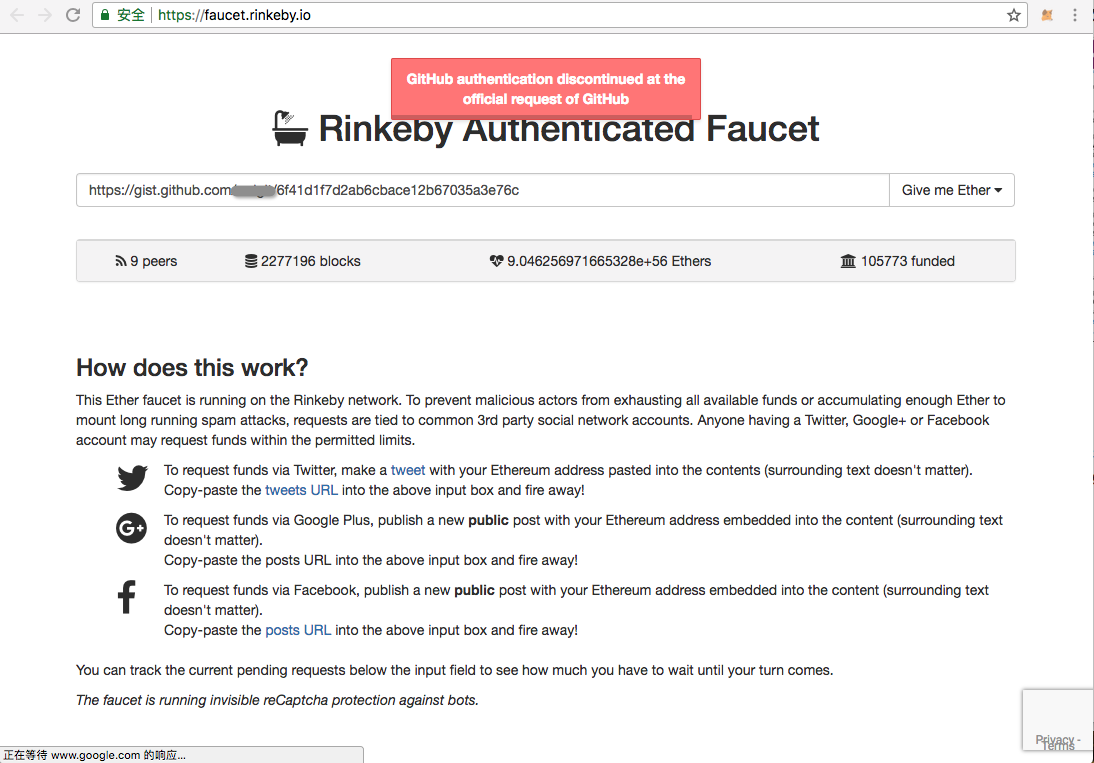 安全 https://faucet.rinkeby.io
GitHub authentication discontinued at the
official request of GitHub
Rinkeby Authenticated Faucet
https://gist.github.com/ /6f41d1f7d2ab6cbace12b67035a3e76c Give me Ether
9 peers 2277196 blocks 9.046256971665328e+56 Ethers 105773 funded
How does this work?
This Ether faucet is running on the Rinkeby network. To prevent malicious actors from exhausting all available funds or accumulating enough Ether to
mount long running spam attacks, requests are tied to common 3rd party social network accounts. Anyone having a Twitter, Google+ or Facebook
account may request funds within the permitted limits.
To request funds via Twitter, make a tweet with your Ethereum address pasted into the contents (surrounding text doesn't matter).
Copy-paste the tweets URL into the above input box and fire away!
G+
To request funds via Google Plus, publish a new public post with your Ethereum address embedded into the content (surrounding text
doesn't matter).
Copy-paste the posts URL into the above input box and fire away!
To request funds via Facebook, publish a new public post with your Ethereum address embedded into the content (surrounding text
doesn't matter).
Copy-paste the posts URL into the above input box and fire away!
You can track the current pending requests below the input field to see how much you have to wait until your turn comes.
The faucet is running invisible reCaptcha protection against bots.
Privacy -
Terms
正在等待 www.google.com 的响应...